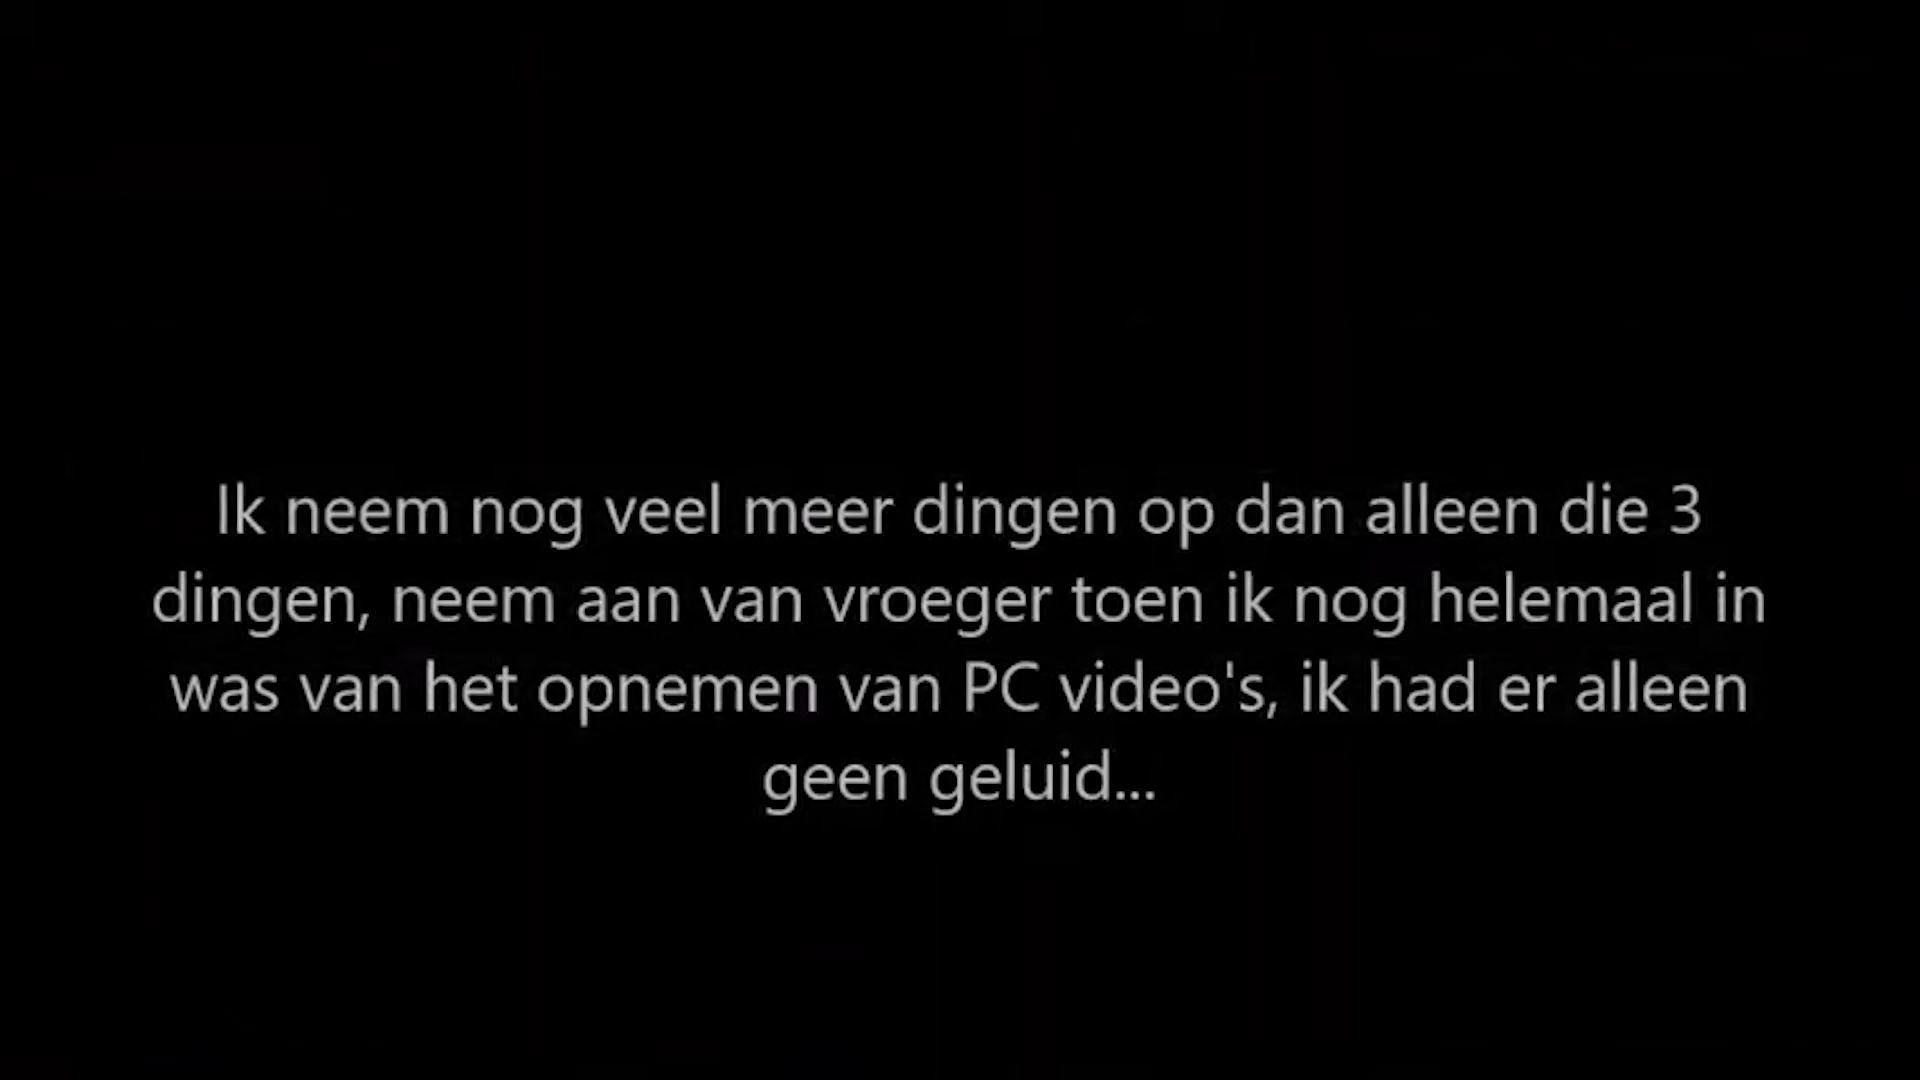 Ik neem nog veel meer dingen op dan alleen die 3
dingen, neem aan van vroeger toen ik nog helemaal in
was van het opnemen van PC video's, ik had er alleen
geen geluid...